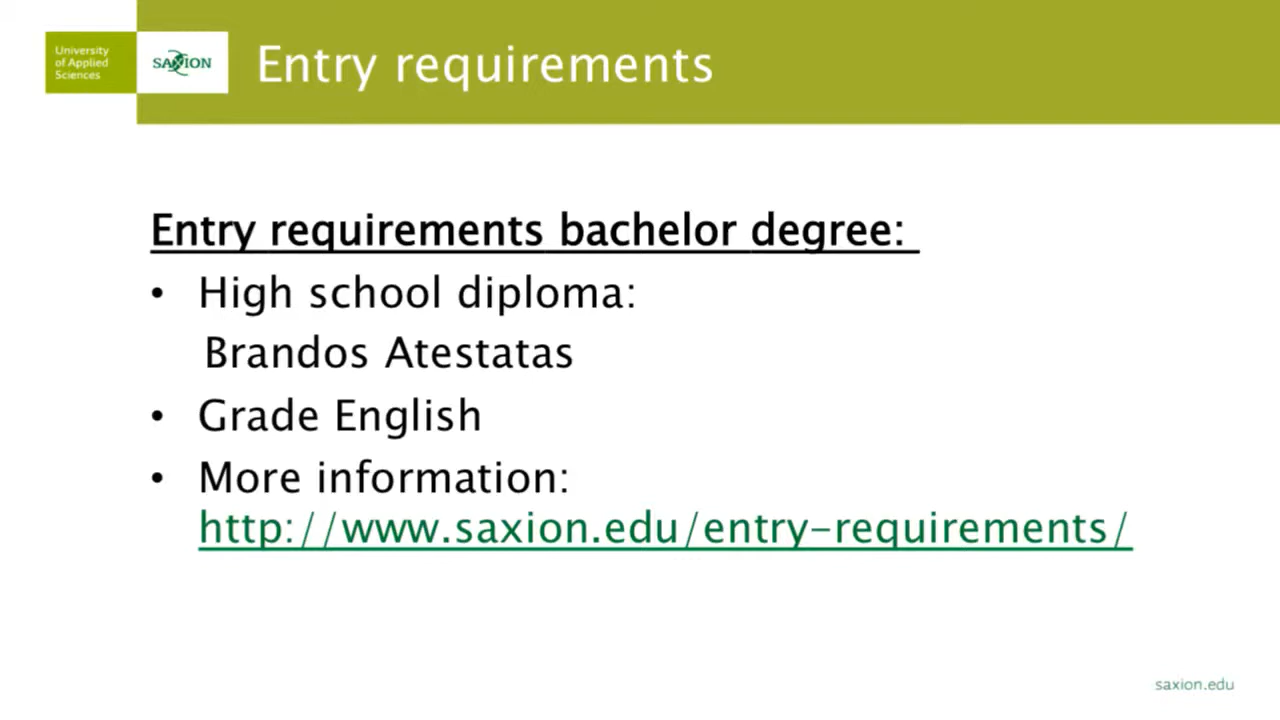 University
of Applied
Sciences
SAXION
Entry requirements
Entry requirements bachelor degree:
• High school diploma:
Brandos Atestatas
• Grade English
• More information:
http://www.saxion.edu/entry-requirements/
saxion.edu